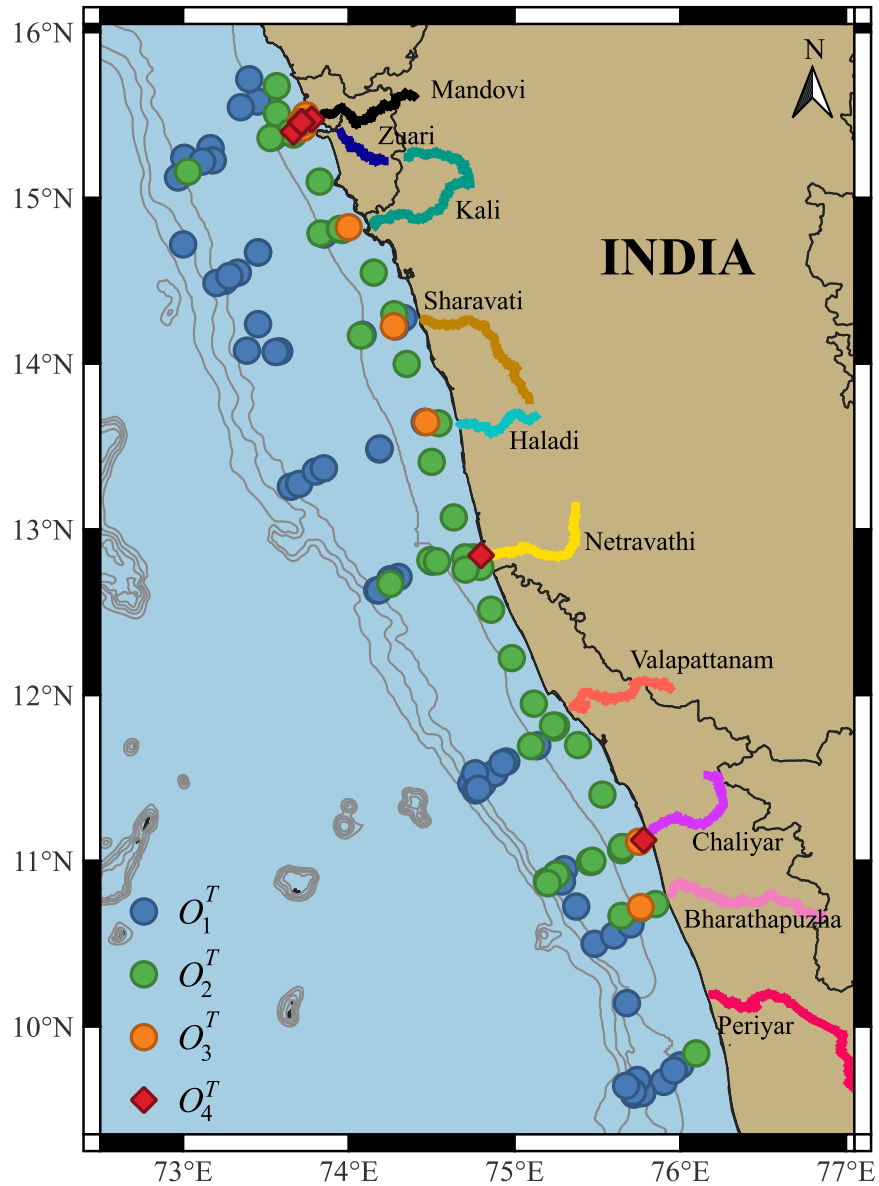 16°N
N
Mandovi
Zuari
15°N
Kali
INDIA
Sharavati
14°N
Haladi
13°N
Netravathi
Valapattanam
12°N
Chaliyar
11°N
O₁ᵀ
Bharathapuzha
O₂ᵀ
10°N
O₃ᵀ
Periyar
O₄ᵀ
73°E 74°E 75°E 76°E 77°E